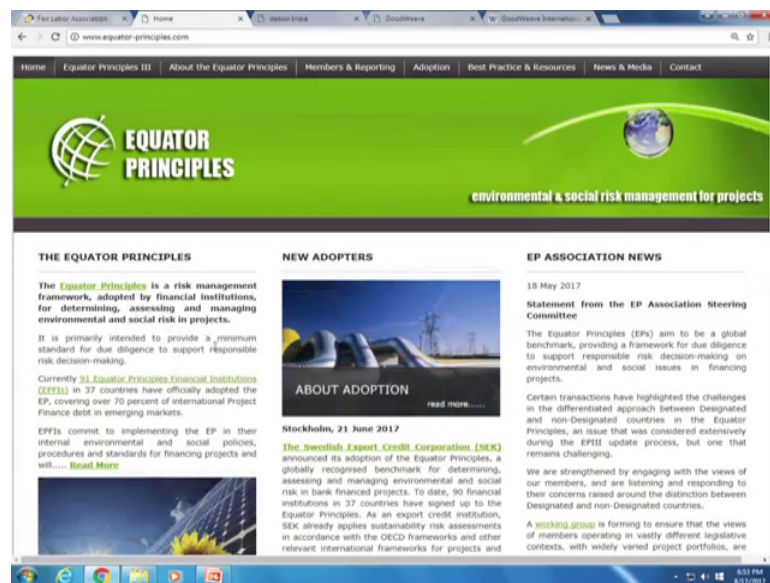 Fair Labor Association
Home
GoodWeave
GoodWeave Internation
www.equator-principles.com
Home Equator Principles III About the Equator Principles Members & Reporting Adoption Best Practice & Resources News & Media Contact
EQUATOR
PRINCIPLES
environmental & social risk management for projects
THE EQUATOR PRINCIPLES
The Equator Principles is a risk management
framework, adopted by financial institutions,
for determining, assessing and managing
environmental and social risk in projects.
It is primarily intended to provide a minimum
standard for due diligence to support responsible
risk decision-making.
Currently 91 Equator Principles Financial Institutions
(EPFIs) in 37 countries have officially adopted the
EP, covering over 70 percent of international Project
Finance debt in emerging markets.
EPFIs commit to implementing the EP in their
internal environmental and social policies,
procedures and standards for financing projects and
will..... Read More
NEW ADOPTERS
ABOUT ADOPTION
read more......
Stockholm, 21 June 2017
The Swedish Export Credit Corporation (SEK)
announced its adoption of the Equator Principles, a
globally recognised benchmark for determining,
assessing and managing environmental and social
risk in bank financed projects. To date, 90 financial
institutions in 37 countries have signed up to the
Equator Principles. As an export credit institution,
SEK already applies sustainability risk assessments
in accordance with the OECD frameworks and other
relevant international frameworks for projects and
EP ASSOCIATION NEWS
18 May 2017
Statement from the EP Association Steering
Committee
The Equator Principles (EPs) aim to be a global
benchmark, providing a framework for due diligence
to support responsible risk decision-making on
environmental and social issues in financing
projects.
Certain transactions have highlighted the challenges
in the differentiated approach between Designated
and non-Designated countries in the Equator
Principles, an issue that was considered extensively
during the EPIII update process, but one that
remains challenging.
We are strengthened by engaging with the views of
our members, and are listening and responding to
their concerns raised around the distinction between
Designated and non-Designated countries.
A working group is forming to ensure that the views
of members operating in vastly different legislative
contexts, with widely varied project portfolios, are
6:53 PM
8/17/2017